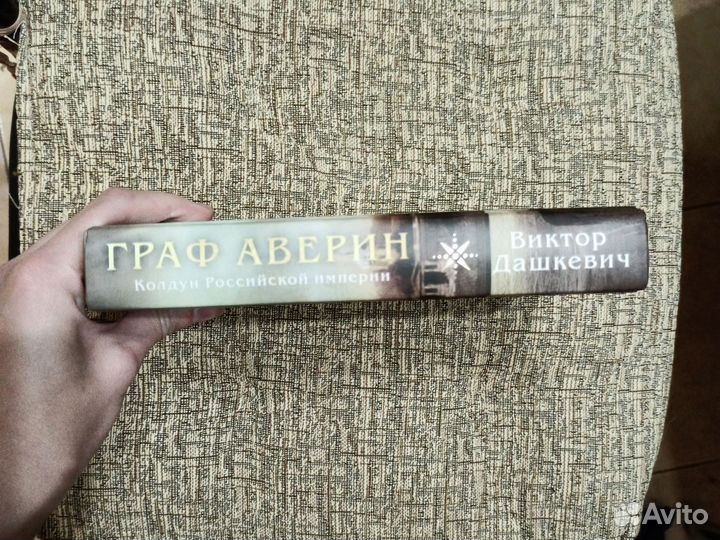 ГРАФ АВЕРИН
Колдун Российской империи
Виктор
Дашкевич
Avito